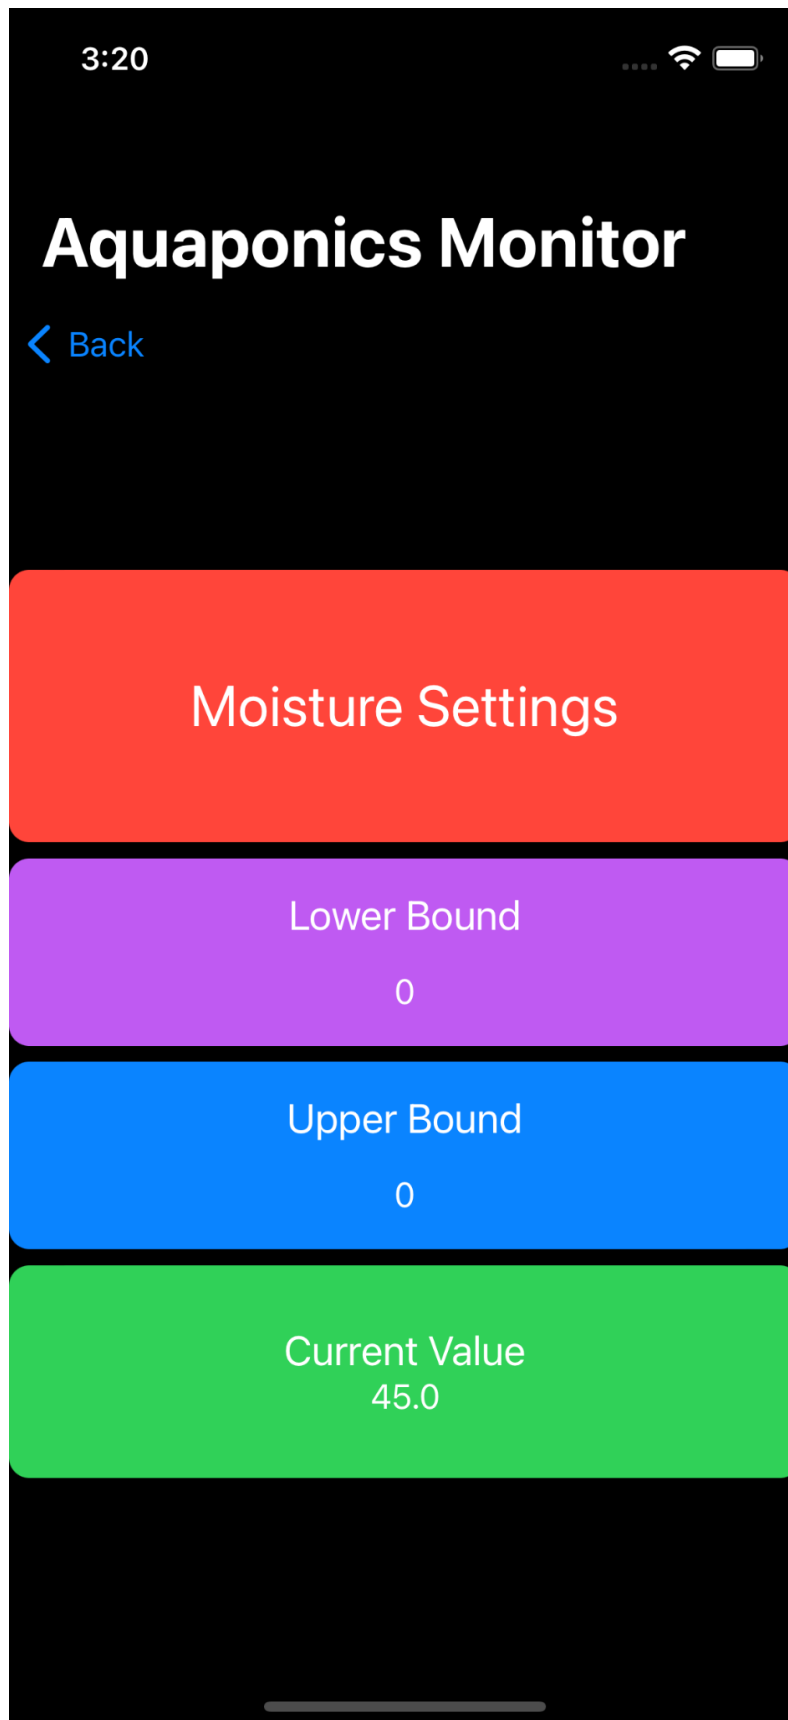 3:20
Aquaponics Monitor
Back
Moisture Settings
Lower Bound
0
Upper Bound
0
Current Value
45.0